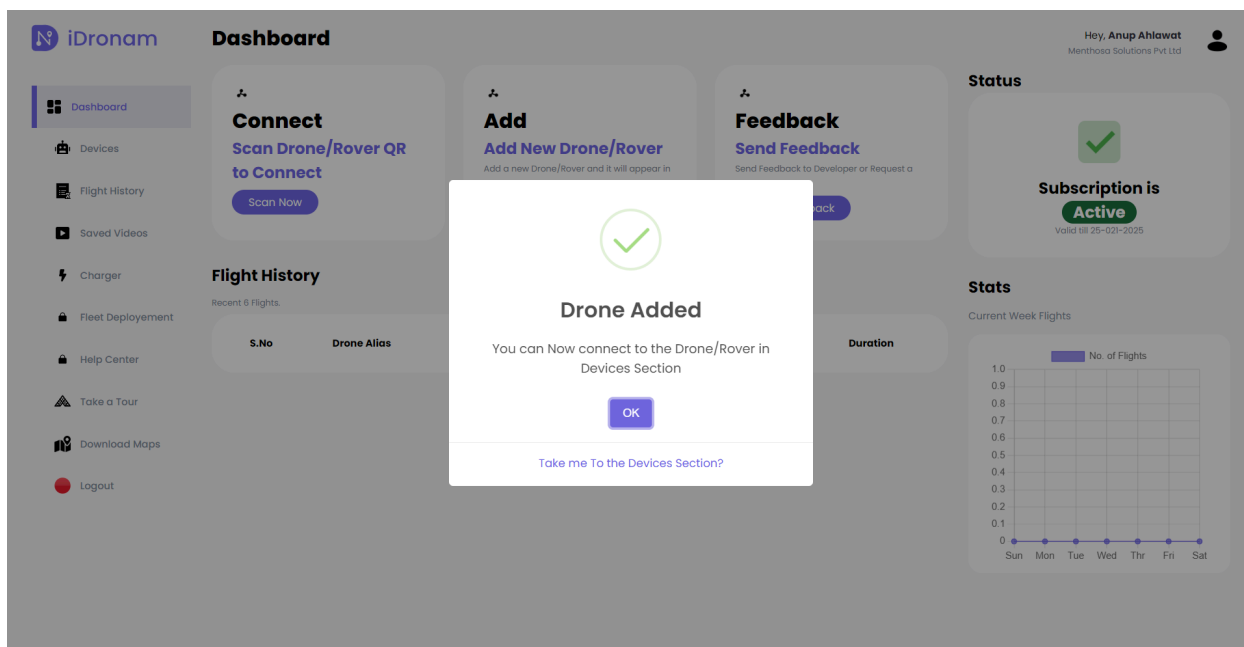 iDronam
Dashboard
Hey, Anup Ahlawat
Menthosa Solutions Pvt Ltd
Dashboard
Devices
Flight History
Saved Videos
Charger
Fleet Deployement
Help Center
Take a Tour
Download Maps
Logout
Connect
Scan Drone/Rover QR
to Connect
Scan Now
Add
Add New Drone/Rover
Add a new Drone/Rover and it will appear in
Feedback
Send Feedback
Send Feedback to Developer or Request a
Flight History
Recent 6 Flights.
S.No Drone Alias Duration
Drone Added
You can Now connect to the Drone/Rover in
Devices Section
OK
Take me To the Devices Section?
Status
Subscription is
Active
Valid till 25-021-2025
Stats
Current Week Flights
No. of Flights
1.0
0.9
0.8
0.7
0.6
0.5
0.4
0.3
0.2
0.1
0
Sun Mon Tue Wed Thr Fri Sat